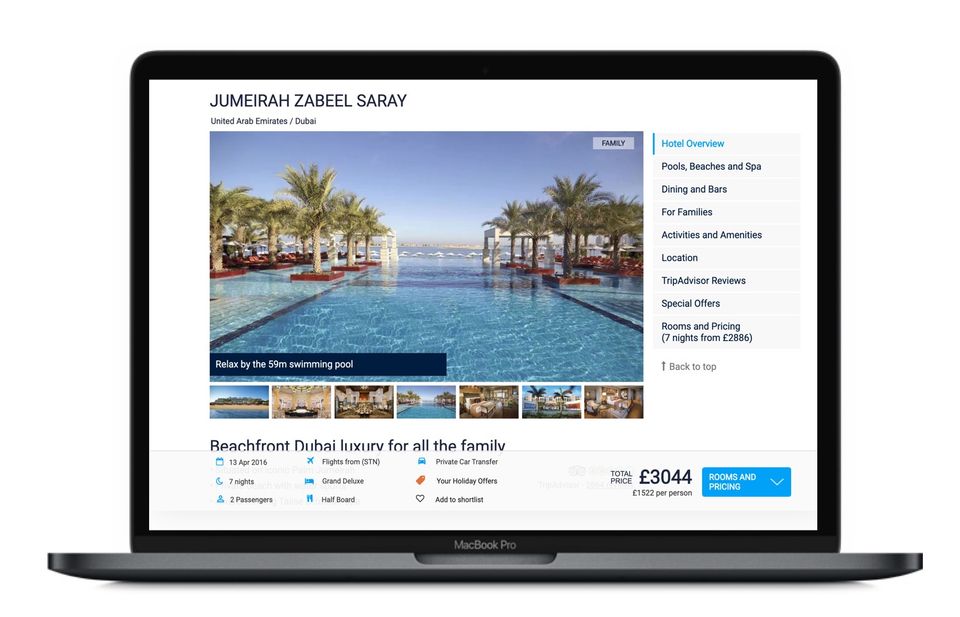 JUMEIRAH ZABEEL SARAY
United Arab Emirates / Dubai
FAMILY
Relax by the 59m swimming pool
Hotel Overview
Pools, Beaches and Spa
Dining and Bars
For Families
Activities and Amenities
Location
TripAdvisor Reviews
Special Offers
Rooms and Pricing
(7 nights from £2886)
↑ Back to top
Beachfront Dubai luxury for all the family
13 Apr 2016
7 nights
2 Passengers
Flights from (STN)
Grand Deluxe
Half Board
Private Car Transfer
Your Holiday Offers
Add to shortlist
TOTAL
PRICE
£3044
£1522 per person
ROOMS AND
PRICING
MacBook Pro